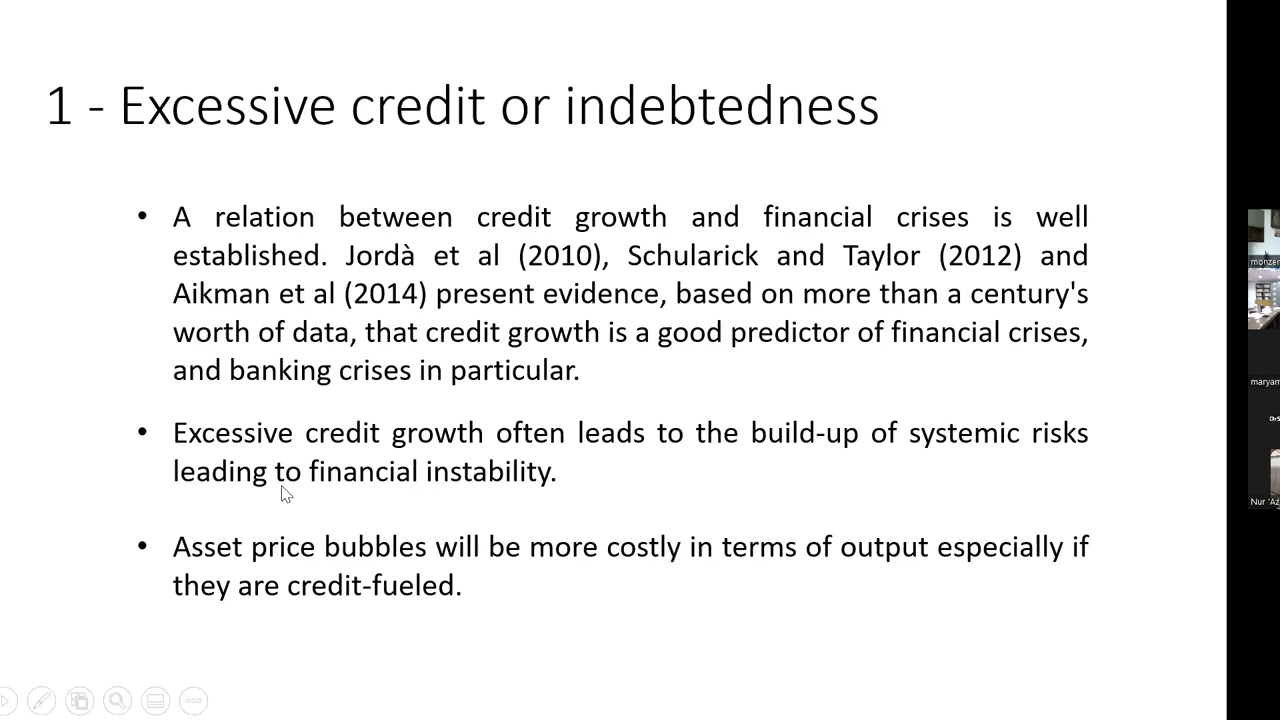 1 - Excessive credit or indebtedness
• A relation between credit growth and financial crises is well
established. Jordà et al (2010), Schularick and Taylor (2012) and
Aikman et al (2014) present evidence, based on more than a century's
worth of data, that credit growth is a good predictor of financial crises,
and banking crises in particular.
• Excessive credit growth often leads to the build-up of systemic risks
leading to financial instability.
• Asset price bubbles will be more costly in terms of output especially if
they are credit-fueled.
monzer
maryam
Nur 'Az